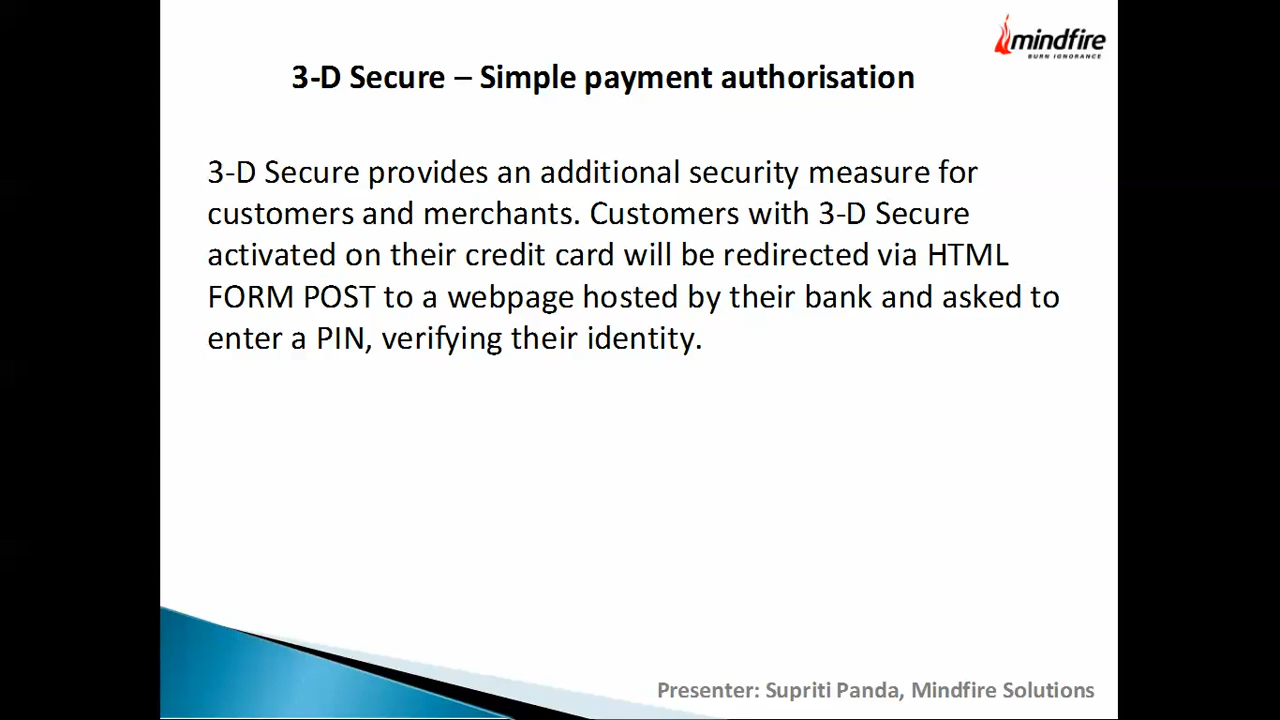 mindfire
BURN IGNORANCE
3-D Secure – Simple payment authorisation
3-D Secure provides an additional security measure for
customers and merchants. Customers with 3-D Secure
activated on their credit card will be redirected via HTML
FORM POST to a webpage hosted by their bank and asked to
enter a PIN, verifying their identity.
Presenter: Supriti Panda, Mindfire Solutions